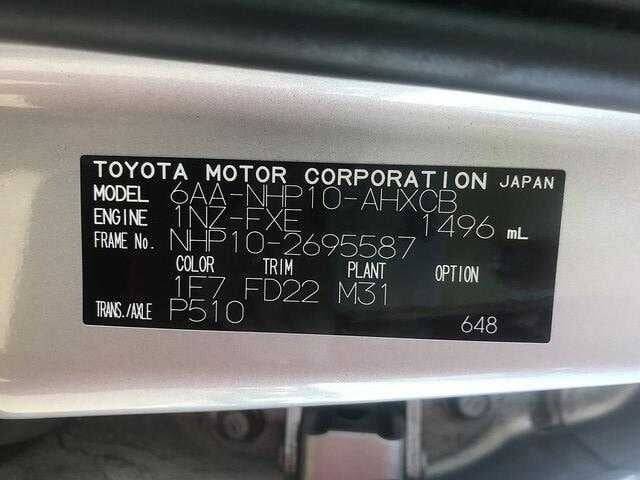 TOYOTA MOTOR CORPORATION JAPAN
MODEL 6AA-NHP10-AHXCB
ENGINE 1NZ-FXE 1496 mL
FRAME No. NHP10-2695587
COLOR TRIM PLANT OPTION
1F7 FD22 M31
TRANS./AXLE P510 648